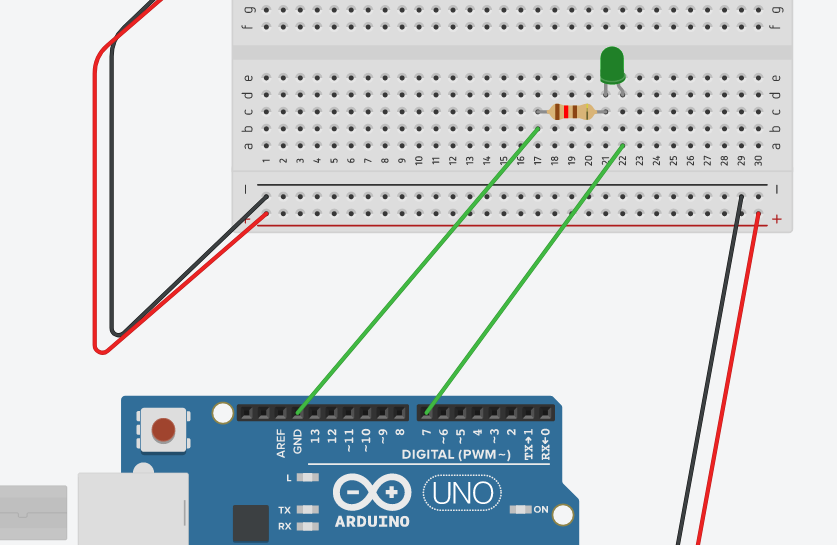 g g
f f
e e
d d
c c
b b
a a
1 2 3 4 5 6 7 8 9 10 11 12 13 14 15 16 17 18 19 20 21 22 23 24 25 26 27 28 29 30
− −
+ +
AREF GND 13 12 ~11 ~10 ~9 8 7 ~6 ~5 4 ~3 2 TX→1 RX←0
DIGITAL (PWM~)
L
TX
RX
UNO
ON
ARDUINO